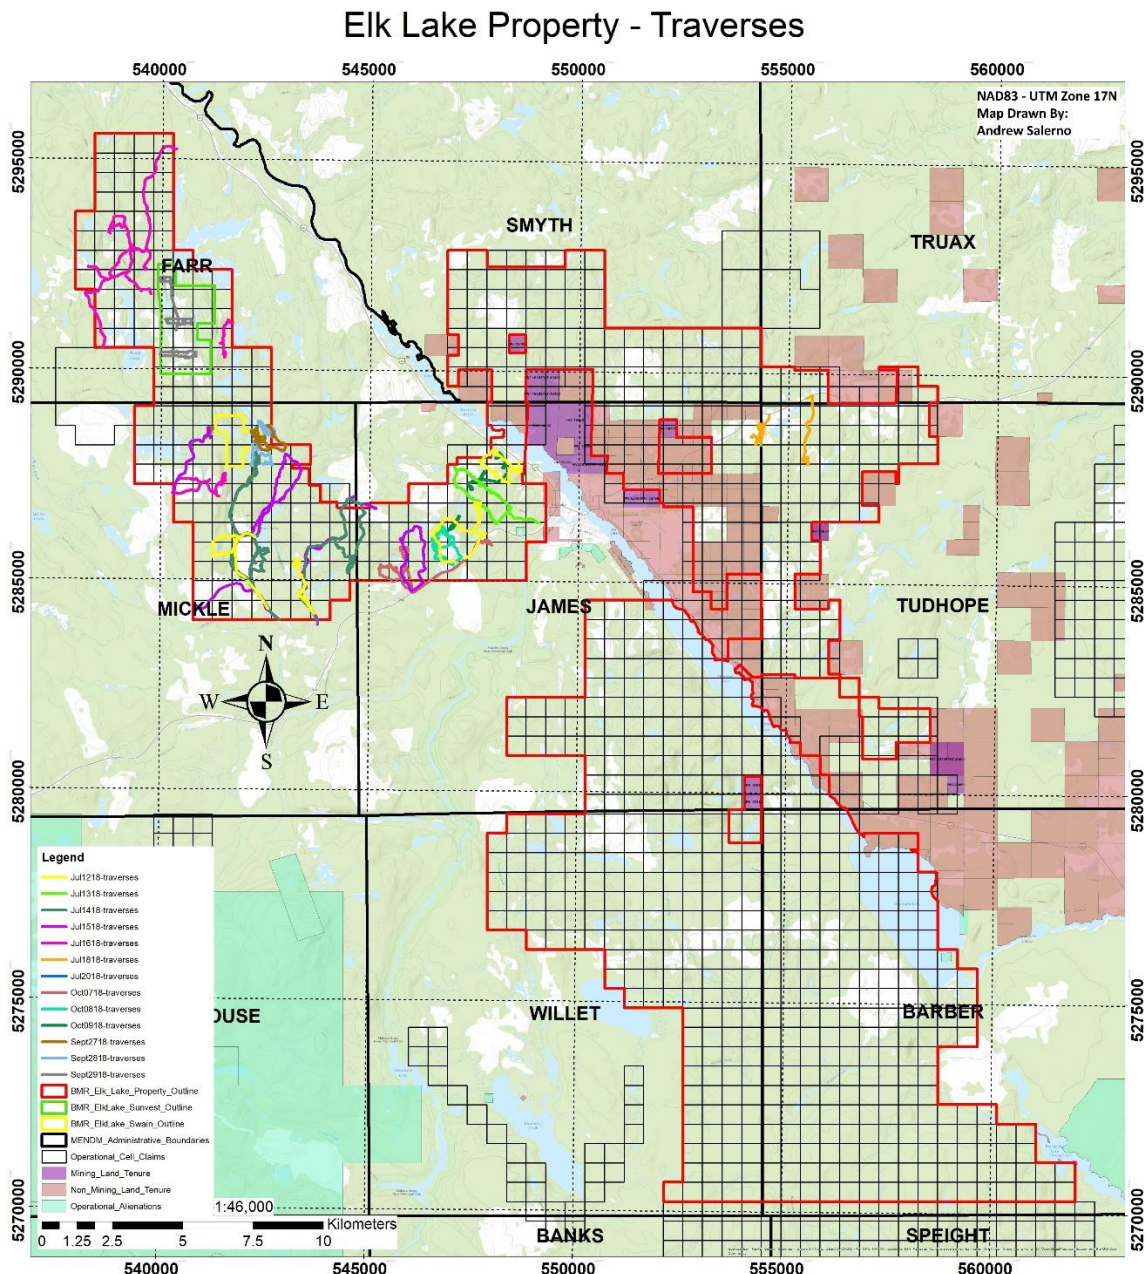 Elk Lake Property - Traverses
540000 545000 550000 555000 560000
NAD83 - UTM Zone 17N
Map Drawn By:
Andrew Salerno
5295000 5295000
SMYTH
TRUAX
FARR
5290000 5290000
5285000 5285000
MICKLE JAMES TUDHOPE
N
W E
S
5280000 5280000
Legend
Jul1218-traverses
Jul1318-traverses
Jul1418-traverses
Jul1518-traverses
Jul1618-traverses
Jul1818-traverses
Jul2018-traverses
Oct0718-traverses
Oct0818-traverses
Oct0918-traverses
Sept2718-traverses
Sept2818-traverses
Sept2918-traverses
BMR_Elk_Lake_Property_Outline
BMR_ElkLake_Sunvest_Outline
BMR_ElkLake_Swain_Outline
MENDM_Administrative_Boundaries
Operational_Cell_Claims
Mining_Land_Tenure
Non_Mining_Land_Tenure
Operational_Alienations
5275000 5275000
OUSE WILLET BARBER
5270000 5270000
1:46,000
Kilometers
0 1.25 2.5 5 7.5 10
BANKS SPEIGHT
540000 545000 550000 555000 560000